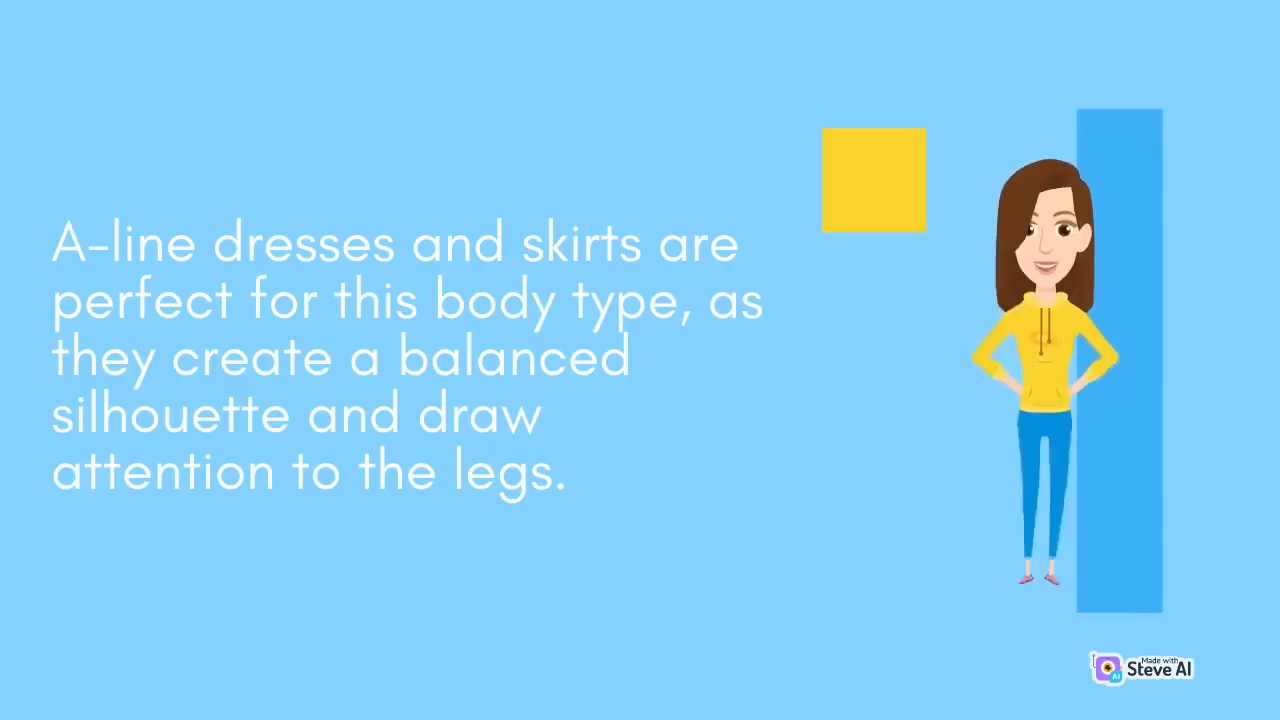 A-line dresses and skirts are
perfect for this body type, as
they create a balanced
silhouette and draw
attention to the legs.
Made with
Steve AI
AI